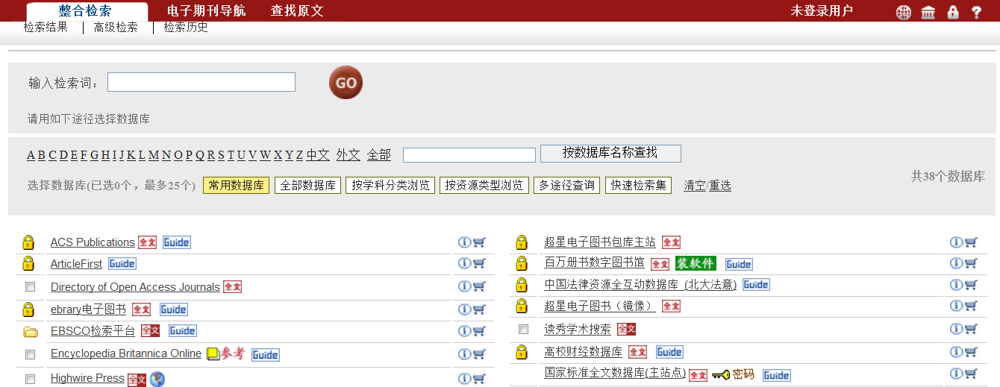 整合检索 电子期刊导航 查找原文 未登录用户
检索结果 高级检索 检索历史
输入检索词： GO
请用如下途径选择数据库
A B C D E F G H I J K L M N O P Q R S T U V W X Y Z 中文 外文 全部 按数据库名称查找
选择数据库(已选0个，最多25个) 常用数据库 全部数据库 按学科分类浏览 按资源类型浏览 多途径查询 快速检索集 清空/重选
共38个数据库
ACS Publications 全文 Guide
ArticleFirst Guide
Directory of Open Access Journals 全文
ebrary电子图书 全文 Guide
EBSCO检索平台 全文 Guide
Encyclopedia Britannica Online 参考 Guide
Highwire Press 全文
超星电子图书包库主站 全文
百万册书数字图书馆 全文 装软件 Guide
中国法律资源全互动数据库 (北大法意) Guide
超星电子图书（镜像） 全文
读秀学术搜索 全文
高校财经数据库 全文 Guide
国家标准全文数据库(主站点) 全文 密码 Guide